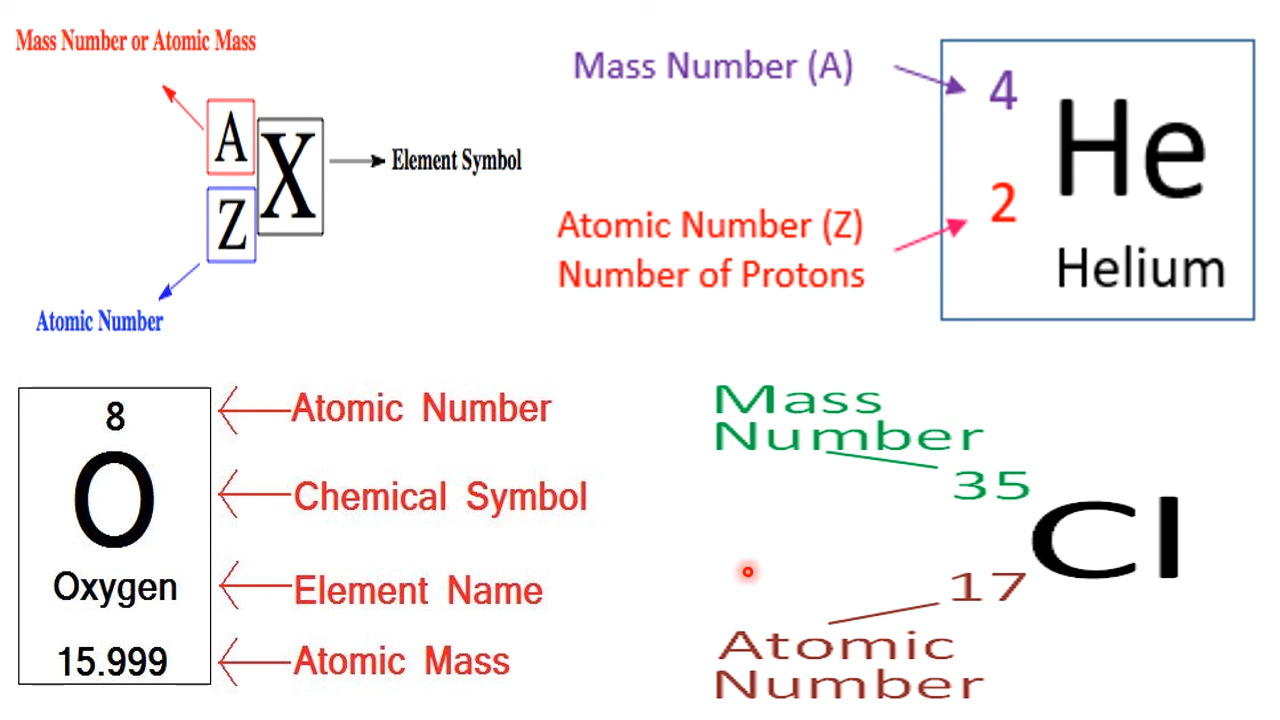 Mass Number or Atomic Mass
A
X
Element Symbol
Z
Atomic Number
Mass Number (A)
4
He
Atomic Number (Z)
2
Number of Protons
Helium
8
Atomic Number
O
Chemical Symbol
Oxygen
Element Name
15.999
Atomic Mass
Mass
Number
35
Cl
17
Atomic
Number